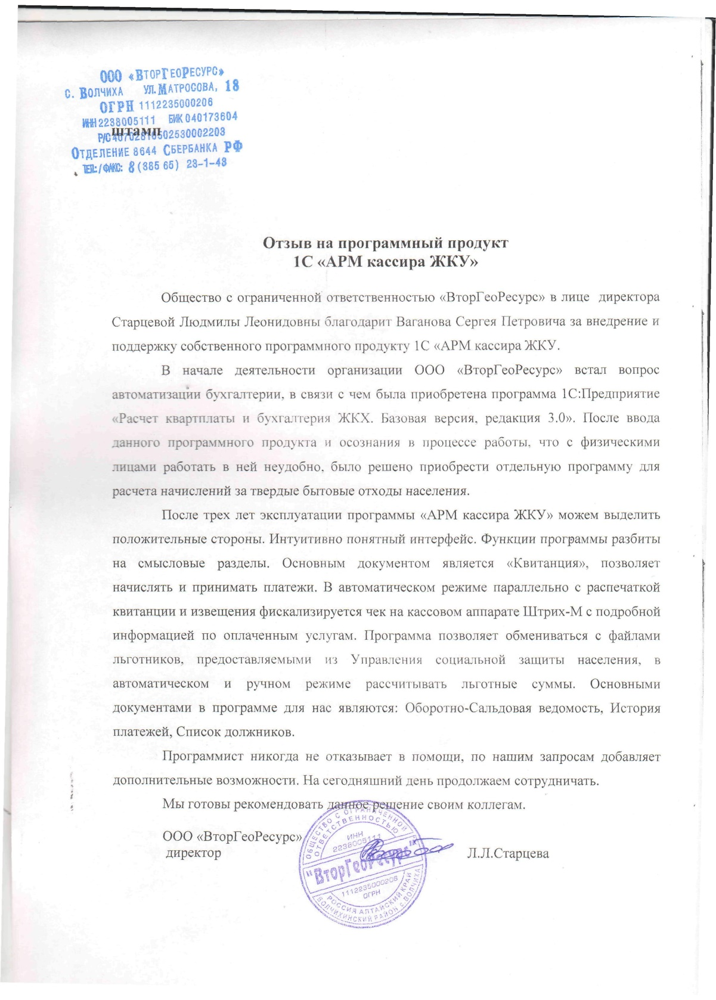 ООО «ВторГеоРесурс»
с. Волчиха ул. Матросова, 18
ОГРН 1112235000206
ИНН 2238005111 БИК 040173604
штамп
Р/С 40702810502530002203
Отделение 8644 Сбербанка РФ
тел:/факс: 8 (385 65) 23-1-43
Отзыв на программный продукт
1С «АРМ кассира ЖКУ»
Общество с ограниченной ответственностью «ВторГеоРесурс» в лице директора
Старцевой Людмилы Леонидовны благодарит Ваганова Сергея Петровича за внедрение и
поддержку собственного программного продукту 1С «АРМ кассира ЖКУ.
В начале деятельности организации ООО «ВторГеоРесурс» встал вопрос
автоматизации бухгалтерии, в связи с чем была приобретена программа 1С:Предприятие
«Расчет квартплаты и бухгалтерия ЖКХ. Базовая версия, редакция 3.0». После ввода
данного программного продукта и осознания в процессе работы, что с физическими
лицами работать в ней неудобно, было решено приобрести отдельную программу для
расчета начислений за твердые бытовые отходы населения.
После трех лет эксплуатации программы «АРМ кассира ЖКУ» можем выделить
положительные стороны. Интуитивно понятный интерфейс. Функции программы разбиты
на смысловые разделы. Основным документом является «Квитанция», позволяет
начислять и принимать платежи. В автоматическом режиме параллельно с распечаткой
квитанции и извещения фискализируется чек на кассовом аппарате Штрих-М с подробной
информацией по оплаченным услугам. Программа позволяет обмениваться с файлами
льготников, предоставляемыми из Управления социальной защиты населения, в
автоматическом и ручном режиме рассчитывать льготные суммы. Основными
документами в программе для нас являются: Оборотно-Сальдовая ведомость, История
платежей, Список должников.
Программист никогда не отказывает в помощи, по нашим запросам добавляет
дополнительные возможности. На сегодняшний день продолжаем сотрудничать.
Мы готовы рекомендовать данное решение своим коллегам.
ООО «ВторГеоРесурс»
директор Л.Л.Старцева
ОБЩЕСТВО С ОГРАНИЧЕННОЙ
ОТВЕТСТВЕННОСТЬЮ
ИНН
2238005111
"ВторГеоРесурс"
1112235000206
ОГРН
РОССИЯ АЛТАЙСКИЙ КРАЙ
ВОЛЧИХИНСКИЙ РАЙОН С.ВОЛЧИХА